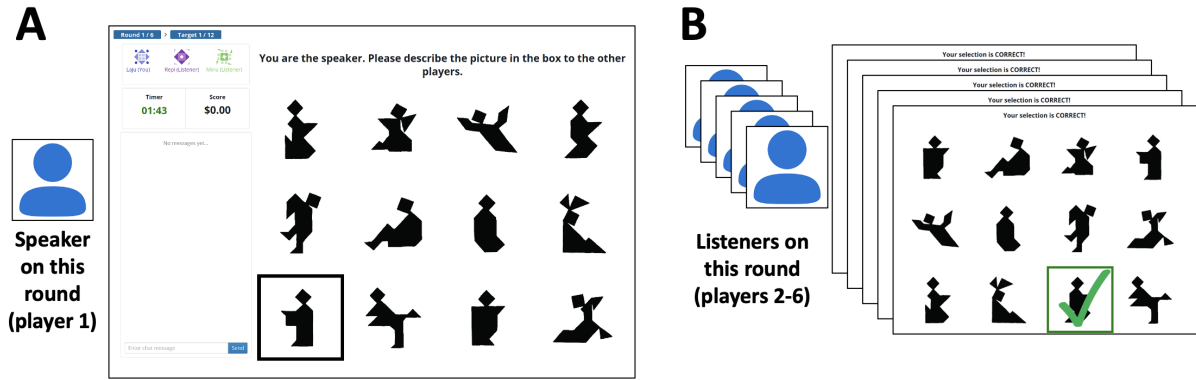 A
Round 1 / 6 > Target 1 / 12
Laju (You) Repi (Listener) Minu (Listener)
Timer
01:43
Score
$0.00
No messages yet...
Enter chat message
Send
You are the speaker. Please describe the picture in the box to the other
players.
Speaker
on this
round
(player 1)
B
Listeners on
this round
(players 2-6)
Your selection is CORRECT!
Your selection is CORRECT!
Your selection is CORRECT!
Your selection is CORRECT!
Your selection is CORRECT!